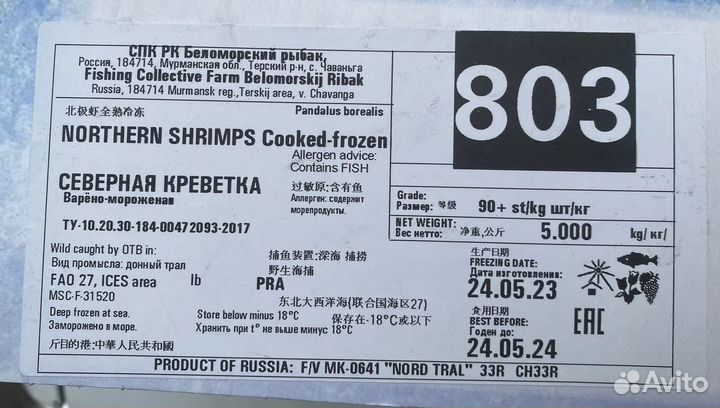 СПК РК Беломорский рыбак,
Россия, 184714, Мурманская обл., Терский р-н, с. Чаваньга
Fishing Collective Farm Belomorskij Ribak
Russia, 184714 Murmansk reg.,Terskij area, v. Chavanga
803
北极虾全熟冷冻 Pandalus borealis
NORTHERN SHRIMPS Cooked-frozen
Allergen advice:
Contains FISH
СЕВЕРНАЯ КРЕВЕТКА
Варёно-мороженая
过敏原:含有鱼
Аллерген: содержит
морепродукты.
ТУ-10.20.30-184-00472093-2017
Grade:
Размер: 等级 90+ st/kg шт/кг
NET WEIGHT:
Вес нетто: 净重,公斤 5.000 kg/ кг/
Wild caught by OTB in:
Вид промысла: донный трал
FAO 27, ICES area Ib PRA
MSC-F-31520
捕鱼装置:深海 捕捞
野生海捕
东北大西洋海(联合国海区27)
Deep frozen at sea.
Заморожено в море.
Store below minus 18°C
Хранить при t° не выше минус 18°C
保存在-18°C或以下
斤目的港:中華人民共和國
生产日期
FREEZING DATE:
Дата изготовления:
24.05.23
食用日期
BEST BEFORE:
Годен до:
24.05.24
EAC
PRODUCT OF RUSSIA: F/V MK-0641 "NORD TRAL" 33R CH33R
Avito